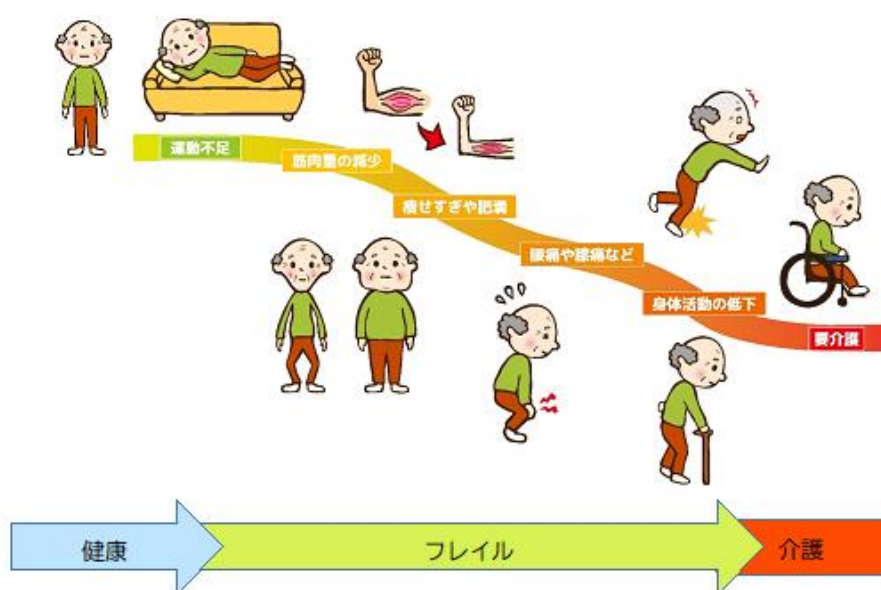 運動不足
筋肉量の減少
痩せすぎや肥満
腰痛や膝痛など
身体活動の低下
要介護
健康
フレイル
介護